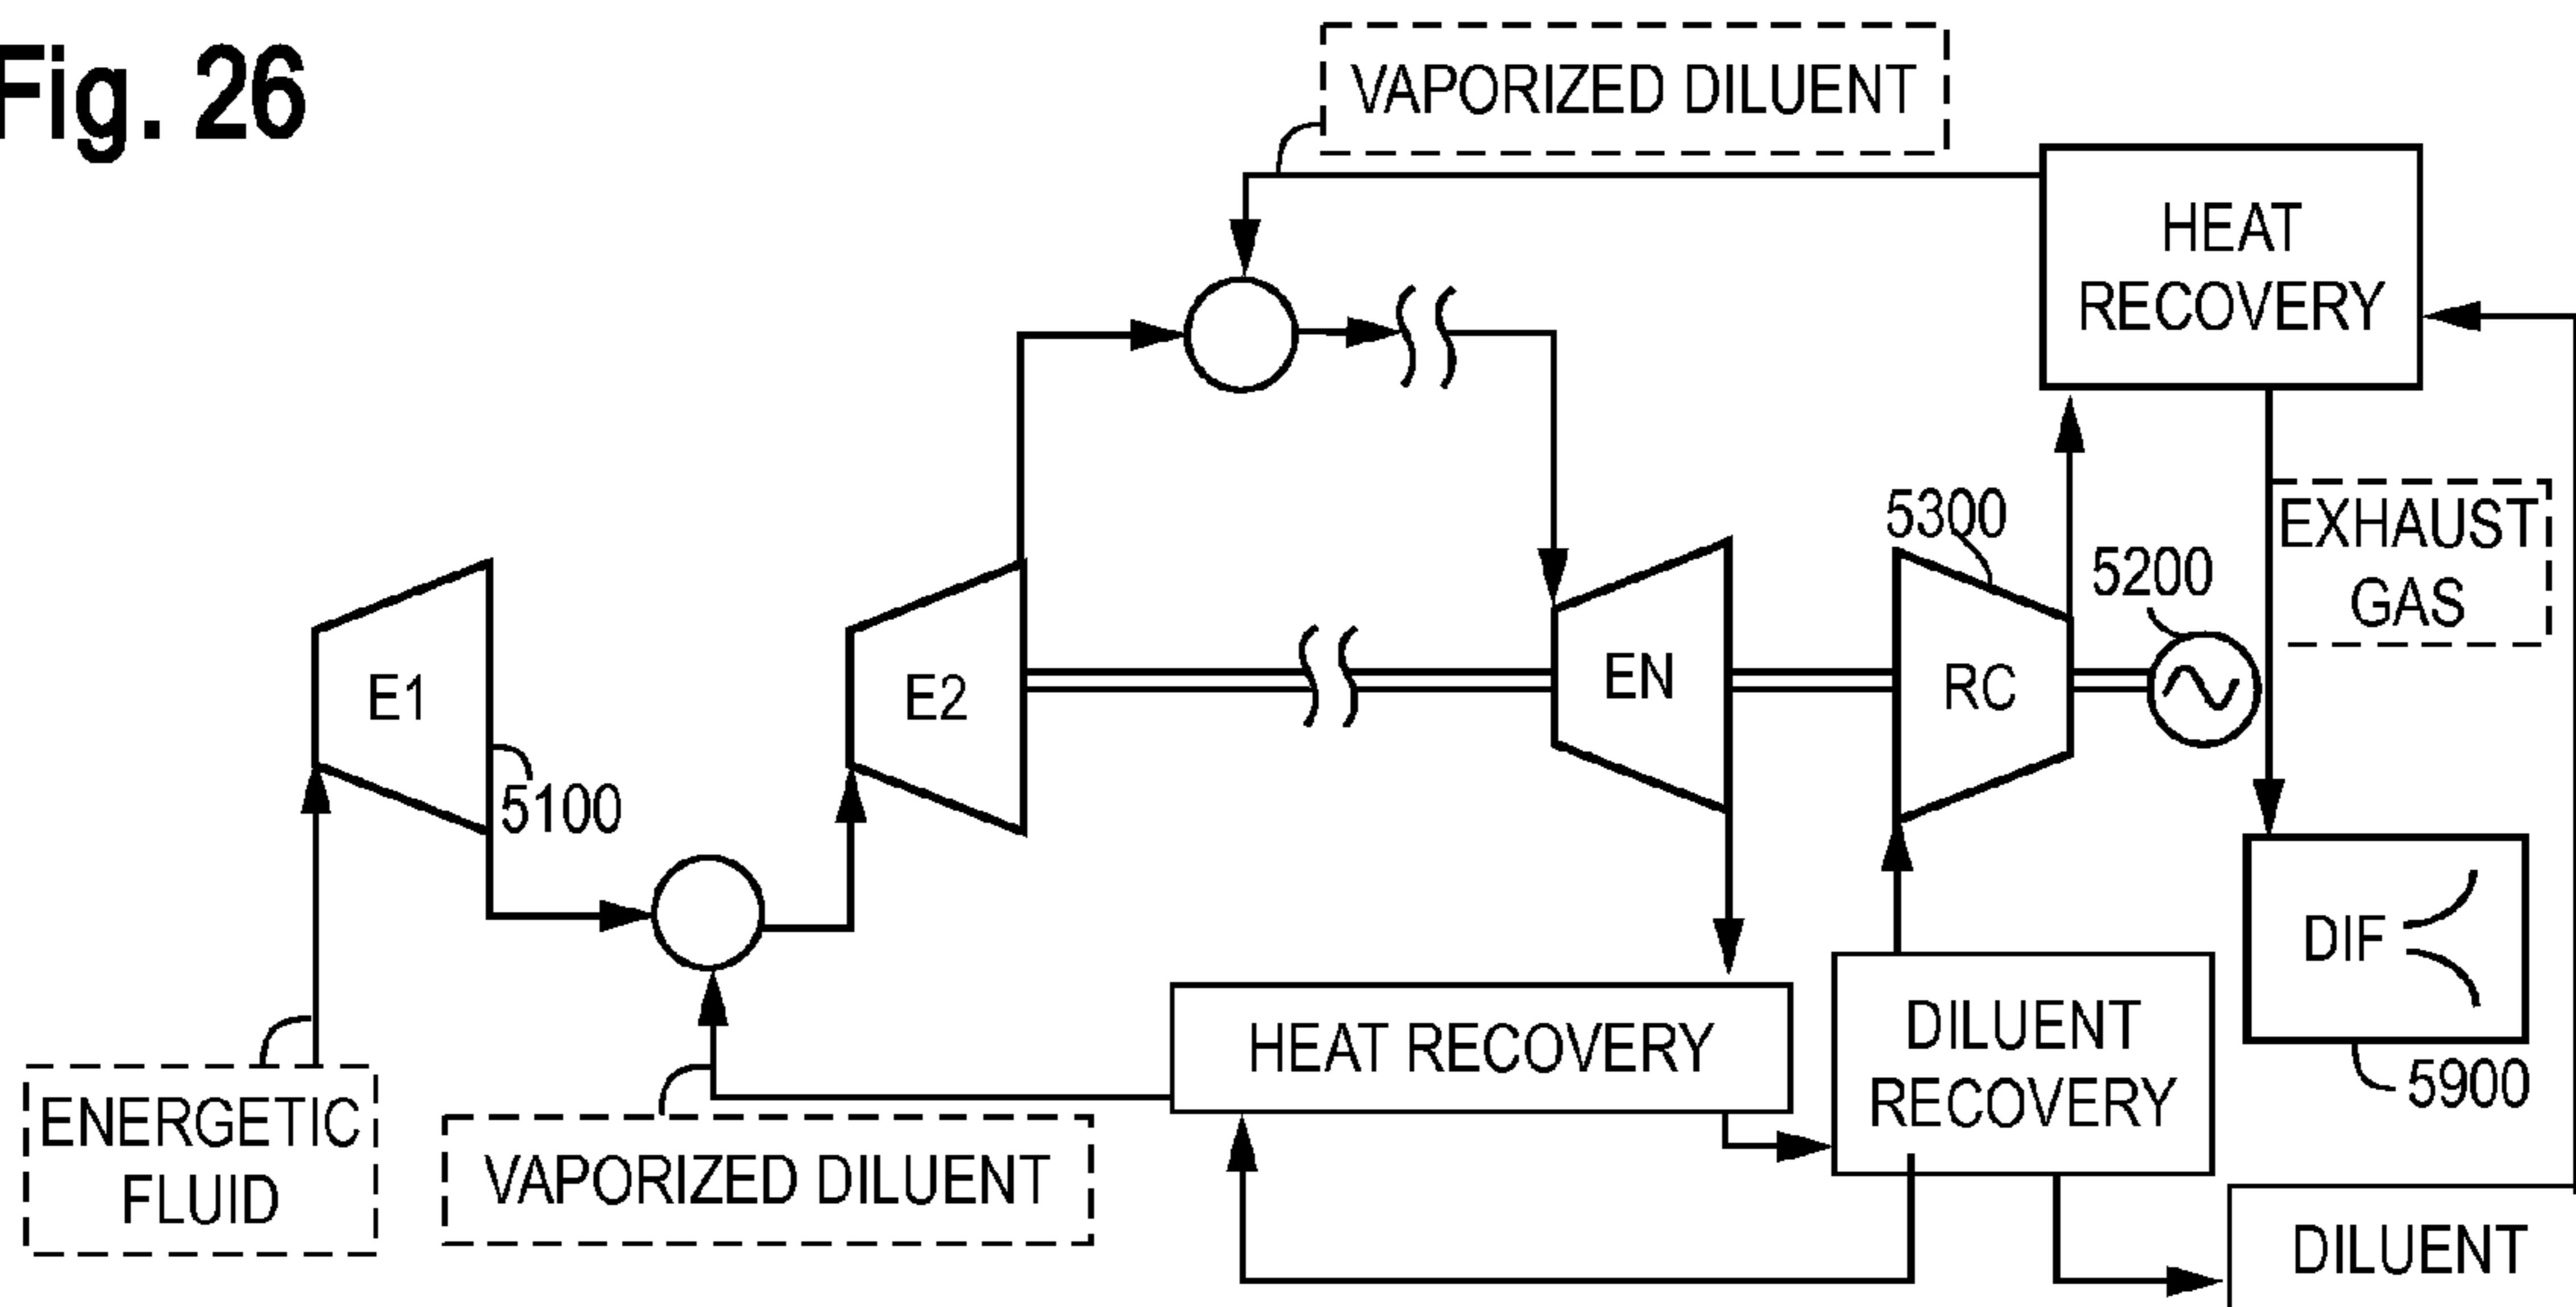 Fig. 26
VAPORIZED DILUENT
HEAT
RECOVERY
5300
EXHAUST
GAS
5200
E1
E2
EN
RC
5100
DIF
5900
HEAT RECOVERY
DILUENT
RECOVERY
ENERGETIC
FLUID
VAPORIZED DILUENT
DILUENT